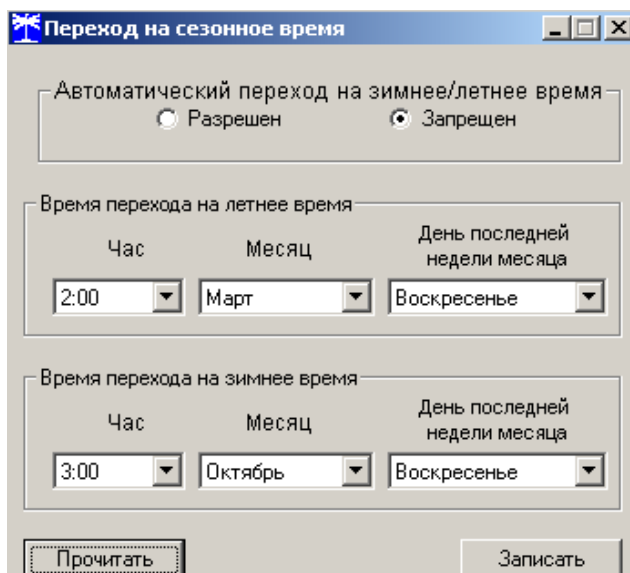 Переход на сезонное время
Автоматический переход на зимнее/летнее время
Разрешен Запрещен
Время перехода на летнее время
Час Месяц День последней
недели месяца
2:00 Март Воскресенье
Время перехода на зимнее время
Час Месяц День последней
недели месяца
3:00 Октябрь Воскресенье
Прочитать Записать